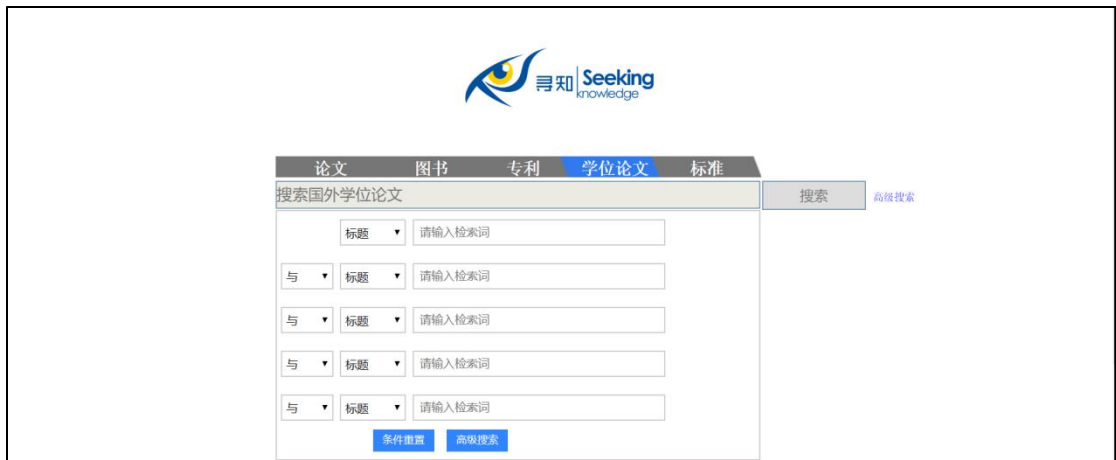 寻知 Seeking
knowledge
论文 图书 专利 学位论文 标准
搜索国外学位论文 搜索 高级搜索
标题 请输入检索词
与 标题 请输入检索词
与 标题 请输入检索词
与 标题 请输入检索词
与 标题 请输入检索词
条件重置 高级搜索